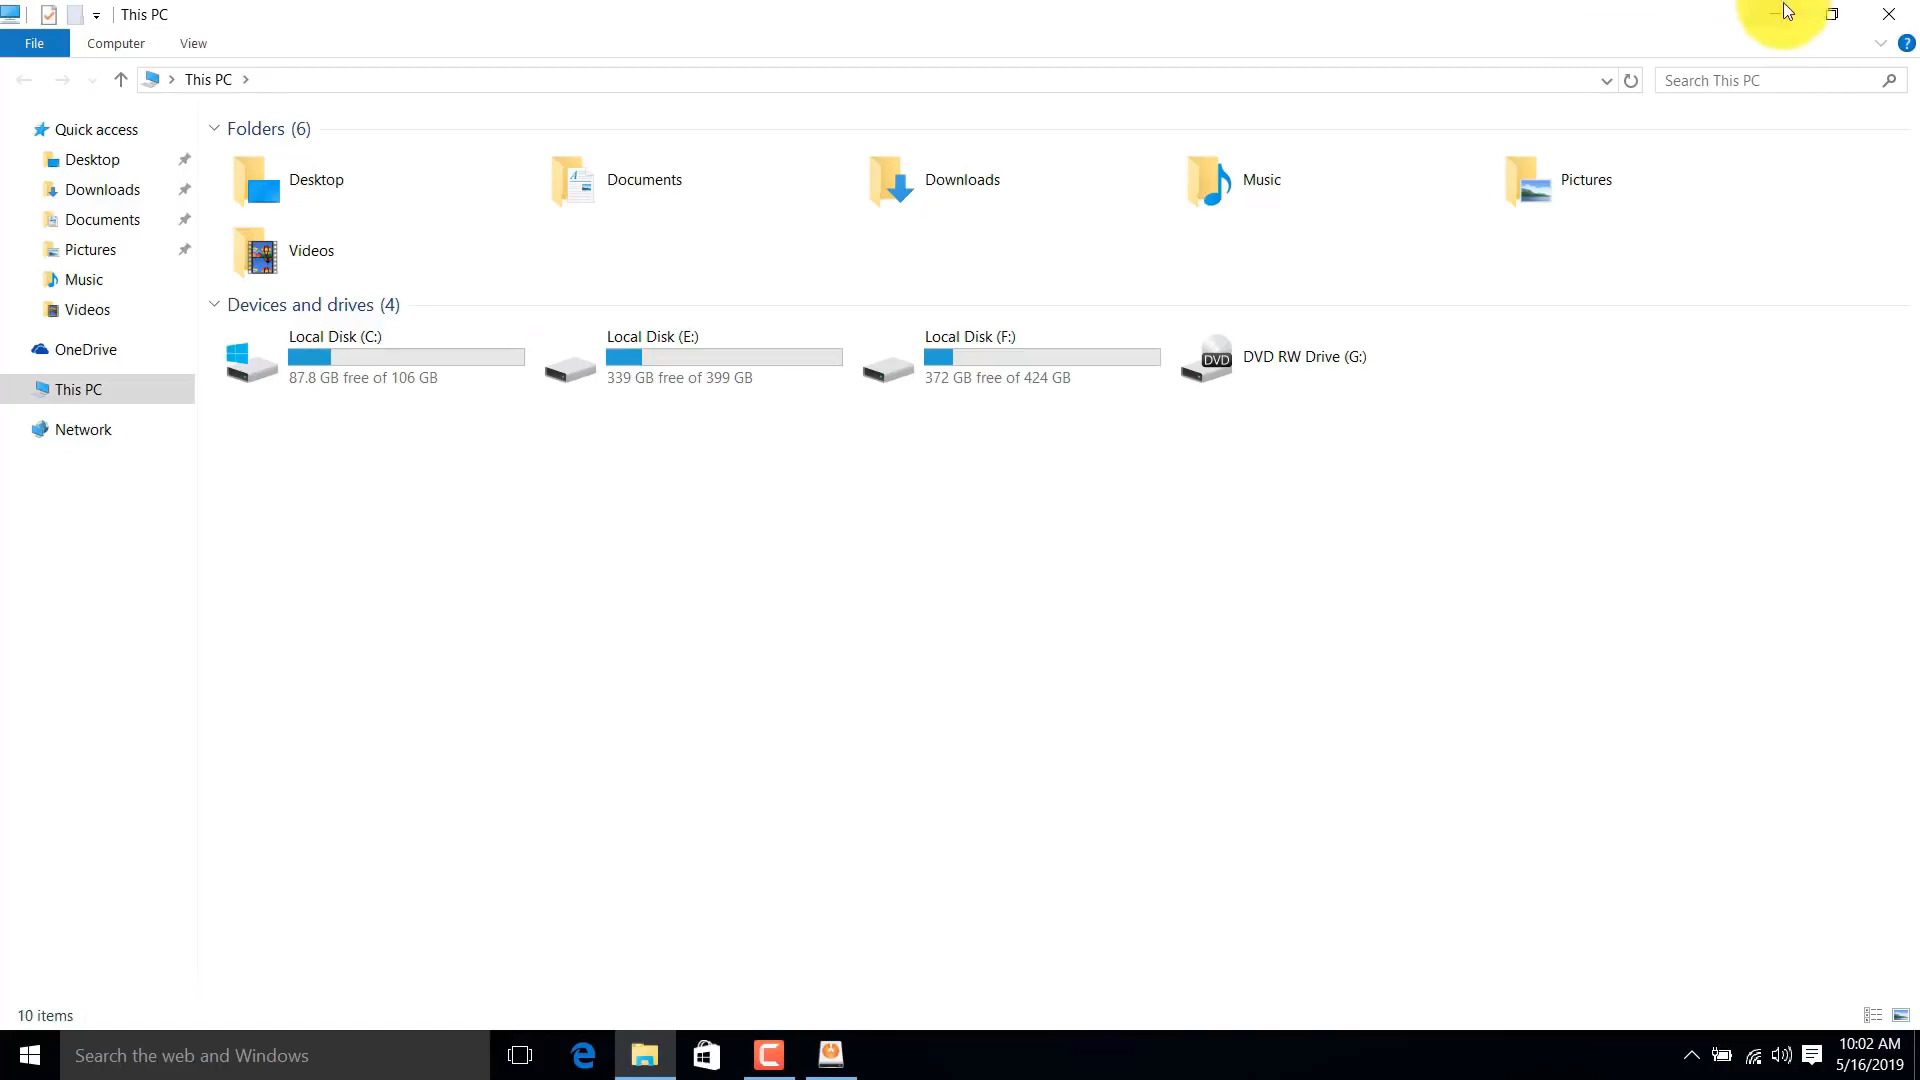 This PC
File Computer View
This PC
Search This PC
Quick access
Desktop
Downloads
Documents
Pictures
Music
Videos
OneDrive
This PC
Network
Folders (6)
Desktop
Documents
Downloads
Music
Pictures
Videos
Devices and drives (4)
Local Disk (C:)
87.8 GB free of 106 GB
Local Disk (E:)
339 GB free of 399 GB
Local Disk (F:)
372 GB free of 424 GB
DVD
DVD RW Drive (G:)
10 items
Search the web and Windows
10:02 AM
5/16/2019